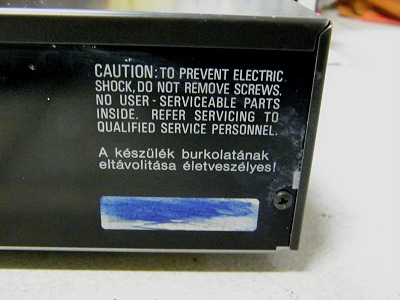 CAUTION: TO PREVENT ELECTRIC
SHOCK, DO NOT REMOVE SCREWS.
NO USER-SERVICEABLE PARTS
INSIDE. REFER SERVICING TO
QUALIFIED SERVICE PERSONNEL.
A készülék burkolatának
eltávolítása életveszélyes!